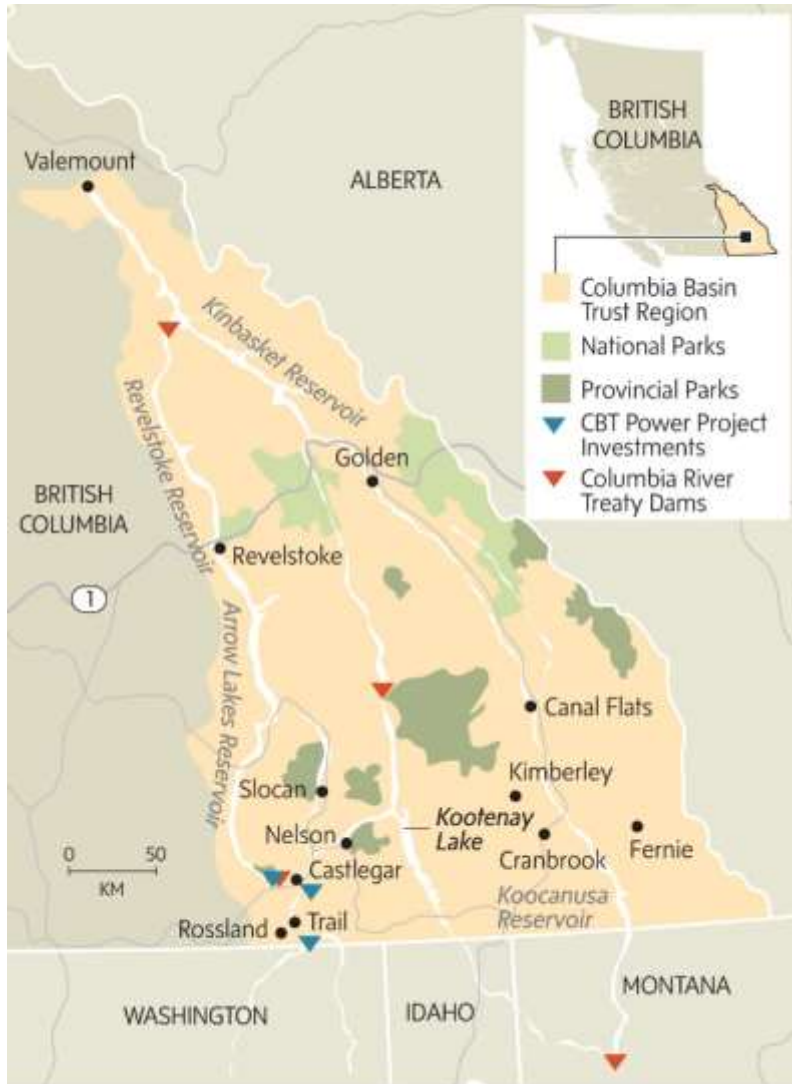 BRITISH
COLUMBIA
Valemount
ALBERTA
Columbia Basin
Trust Region
National Parks
Provincial Parks
CBT Power Project
Investments
Columbia River
Treaty Dams
Kinbasket Reservoir
Revelstoke Reservoir
Golden
BRITISH
COLUMBIA
Revelstoke
1
Arrow Lakes Reservoir
Canal Flats
Slocan
Kimberley
Kootenay
Lake
Nelson
Cranbrook
Fernie
0 50
KM
Castlegar
Koocanusa
Reservoir
Rossland
Trail
WASHINGTON
IDAHO
MONTANA